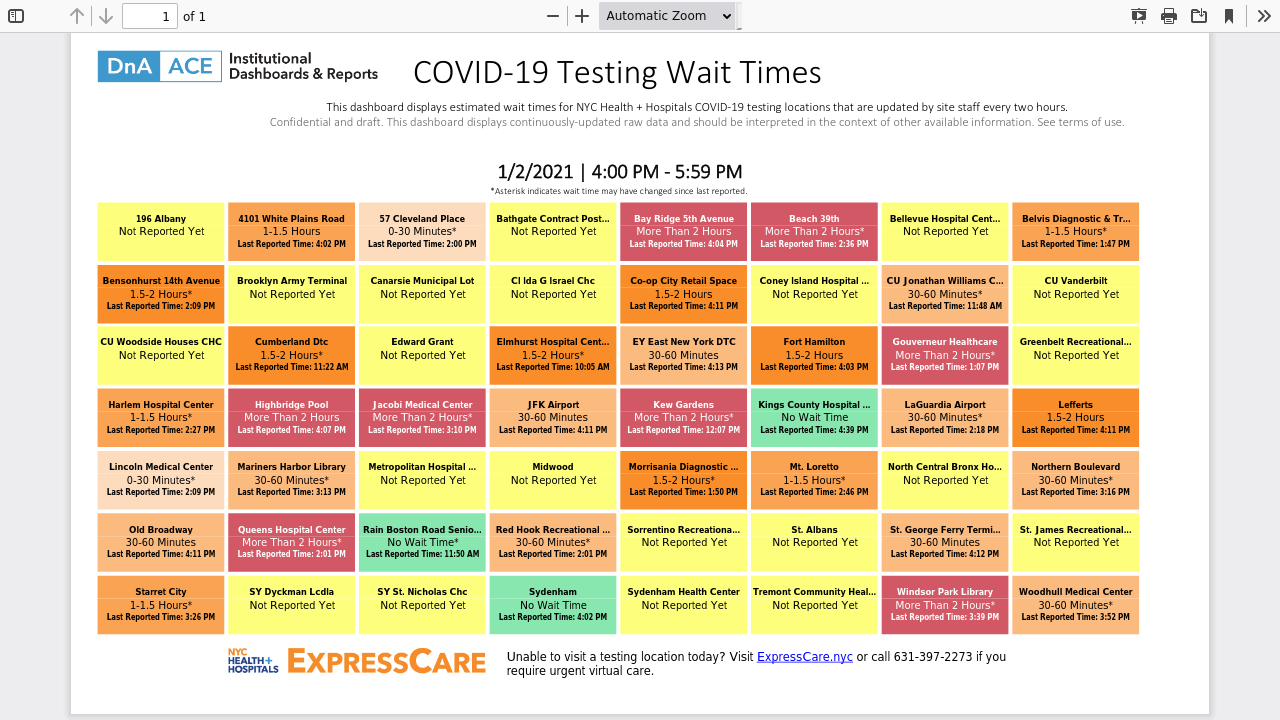 1 of 1
Automatic Zoom
DnA ACE Institutional
Dashboards & Reports
COVID-19 Testing Wait Times
This dashboard displays estimated wait times for NYC Health + Hospitals COVID-19 testing locations that are updated by site staff every two hours.
Confidential and draft. This dashboard displays continuously-updated raw data and should be interpreted in the context of other available information. See terms of use.
1/2/2021 | 4:00 PM - 5:59 PM
*Asterisk indicates wait time may have changed since last reported.
196 Albany
Not Reported Yet
4101 White Plains Road
1-1.5 Hours
Last Reported Time: 4:02 PM
57 Cleveland Place
0-30 Minutes*
Last Reported Time: 2:00 PM
Bathgate Contract Post...
Not Reported Yet
Bay Ridge 5th Avenue
More Than 2 Hours
Last Reported Time: 4:04 PM
Beach 39th
More Than 2 Hours*
Last Reported Time: 2:36 PM
Bellevue Hospital Cent...
Not Reported Yet
Belvis Diagnostic & Tr...
1-1.5 Hours*
Last Reported Time: 1:47 PM
Bensonhurst 14th Avenue
1.5-2 Hours*
Last Reported Time: 2:09 PM
Brooklyn Army Terminal
Not Reported Yet
Canarsie Municipal Lot
Not Reported Yet
Cl Ida G Israel Chc
Not Reported Yet
Co-op City Retail Space
1.5-2 Hours
Last Reported Time: 4:11 PM
Coney Island Hospital ...
Not Reported Yet
CU Jonathan Williams C...
30-60 Minutes*
Last Reported Time: 11:48 AM
CU Vanderbilt
Not Reported Yet
CU Woodside Houses CHC
Not Reported Yet
Cumberland Dtc
1.5-2 Hours*
Last Reported Time: 11:22 AM
Edward Grant
Not Reported Yet
Elmhurst Hospital Cent...
1.5-2 Hours*
Last Reported Time: 10:05 AM
EY East New York DTC
30-60 Minutes
Last Reported Time: 4:13 PM
Fort Hamilton
1.5-2 Hours
Last Reported Time: 4:03 PM
Gouverneur Healthcare
More Than 2 Hours*
Last Reported Time: 1:07 PM
Greenbelt Recreational...
Not Reported Yet
Harlem Hospital Center
1-1.5 Hours*
Last Reported Time: 2:27 PM
Highbridge Pool
More Than 2 Hours
Last Reported Time: 4:07 PM
Jacobi Medical Center
More Than 2 Hours*
Last Reported Time: 3:10 PM
JFK Airport
30-60 Minutes
Last Reported Time: 4:11 PM
Kew Gardens
More Than 2 Hours*
Last Reported Time: 12:07 PM
Kings County Hospital ...
No Wait Time
Last Reported Time: 4:39 PM
LaGuardia Airport
30-60 Minutes*
Last Reported Time: 2:18 PM
Lefferts
1.5-2 Hours
Last Reported Time: 4:11 PM
Lincoln Medical Center
0-30 Minutes*
Last Reported Time: 2:09 PM
Mariners Harbor Library
30-60 Minutes*
Last Reported Time: 3:13 PM
Metropolitan Hospital ...
Not Reported Yet
Midwood
Not Reported Yet
Morrisania Diagnostic ...
1.5-2 Hours*
Last Reported Time: 1:50 PM
Mt. Loretto
1-1.5 Hours*
Last Reported Time: 2:46 PM
North Central Bronx Ho...
Not Reported Yet
Northern Boulevard
30-60 Minutes*
Last Reported Time: 3:16 PM
Old Broadway
30-60 Minutes
Last Reported Time: 4:11 PM
Queens Hospital Center
More Than 2 Hours*
Last Reported Time: 2:01 PM
Rain Boston Road Senio...
No Wait Time*
Last Reported Time: 11:50 AM
Red Hook Recreational ...
30-60 Minutes*
Last Reported Time: 2:01 PM
Sorrentino Recreationa...
Not Reported Yet
St. Albans
Not Reported Yet
St. George Ferry Termi...
30-60 Minutes
Last Reported Time: 4:12 PM
St. James Recreational...
Not Reported Yet
Starret City
1-1.5 Hours*
Last Reported Time: 3:26 PM
SY Dyckman Lcdla
Not Reported Yet
SY St. Nicholas Chc
Not Reported Yet
Sydenham
No Wait Time
Last Reported Time: 4:02 PM
Sydenham Health Center
Not Reported Yet
Tremont Community Heal...
Not Reported Yet
Windsor Park Library
More Than 2 Hours*
Last Reported Time: 3:39 PM
Woodhull Medical Center
30-60 Minutes*
Last Reported Time: 3:52 PM
NYC
HEALTH+
HOSPITALS
EXPRESSCARE
Unable to visit a testing location today? Visit ExpressCare.nyc or call 631-397-2273 if you
require urgent virtual care.